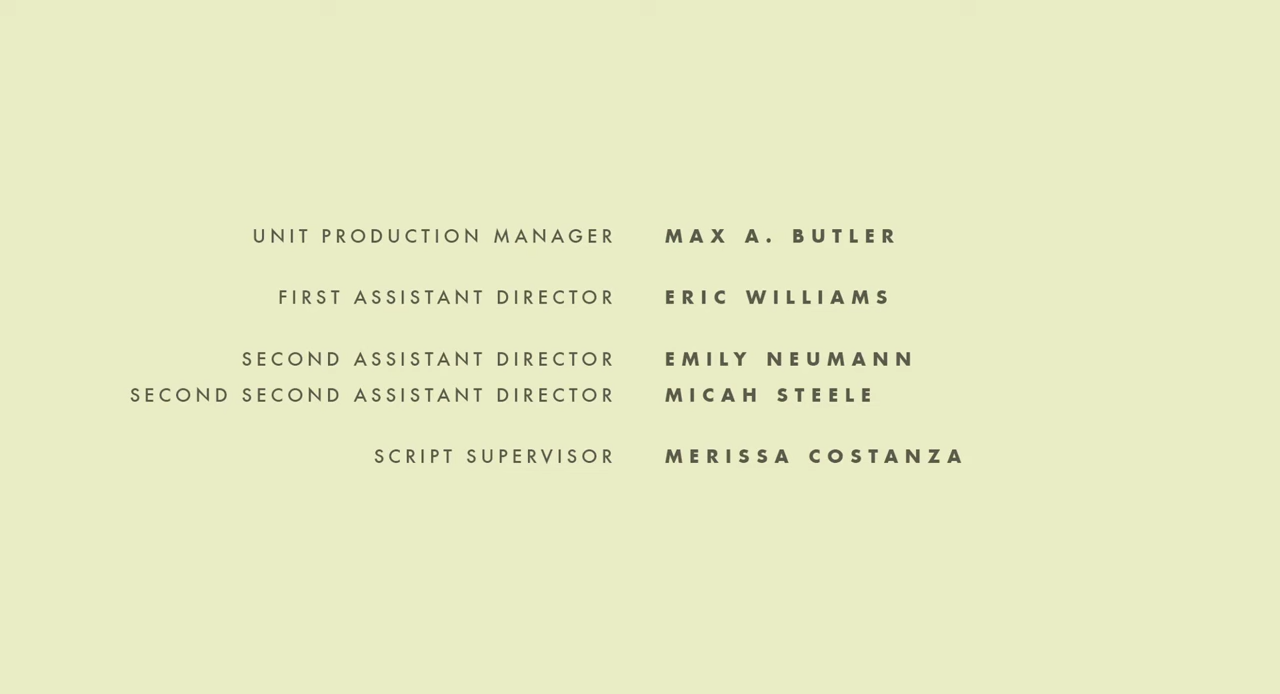 UNIT PRODUCTION MANAGER MAX A. BUTLER
FIRST ASSISTANT DIRECTOR ERIC WILLIAMS
SECOND ASSISTANT DIRECTOR EMILY NEUMANN
SECOND SECOND ASSISTANT DIRECTOR MICAH STEELE
SCRIPT SUPERVISOR MERISSA COSTANZA